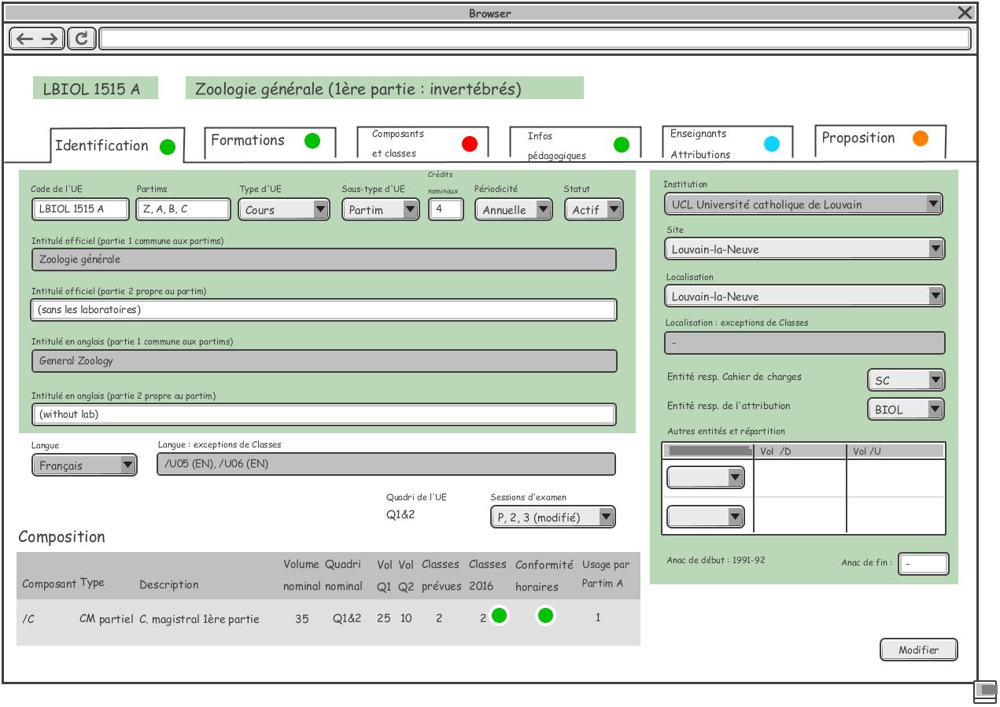 Browser
LBIOL 1515 A
Zoologie générale (1ère partie : invertébrés)
Identification
Formations
Composants
et classes
Infos
pédagogiques
Enseignants
Attributions
Proposition
Code de l'UE
Partims
Type d'UE
Sous-type d'UE
Crédits
nominaux
Périodicité
Statut
LBIOL 1515 A
Z, A, B, C
Cours
Partim
4
Annuelle
Actif
Intitulé officiel (partie 1 commune aux partims)
Zoologie générale
Intitulé officiel (partie 2 propre au partim)
(sans les laboratoires)
Intitulé en anglais (partie 1 commune aux partims)
General Zoology
Intitulé en anglais (partie 2 propre au partim)
(without lab)
Langue
Français
Langue : exceptions de Classes
/U05 (EN), /U06 (EN)
Quadri de l'UE
Q1&2
Sessions d'examen
P, 2, 3 (modifié)
Institution
UCL Université catholique de Louvain
Site
Louvain-la-Neuve
Localisation
Louvain-la-Neuve
Localisation : exceptions de Classes
-
Entité resp. Cahier de charges
SC
Entité resp. de l'attribution
BIOL
Autres entités et répartition
Vol /D
Vol /U
Anac de début : 1991-92
Anac de fin :
-
Composition
Composant
Type
Description
Volume
nominal
Quadri
nominal
Vol
Q1
Vol
Q2
Classes
prévues
Classes
2016
Conformité
horaires
Usage par
Partim A
/C
CM partiel
C. magistral 1ère partie
35
Q1&2
25
10
2
2
1
Modifier